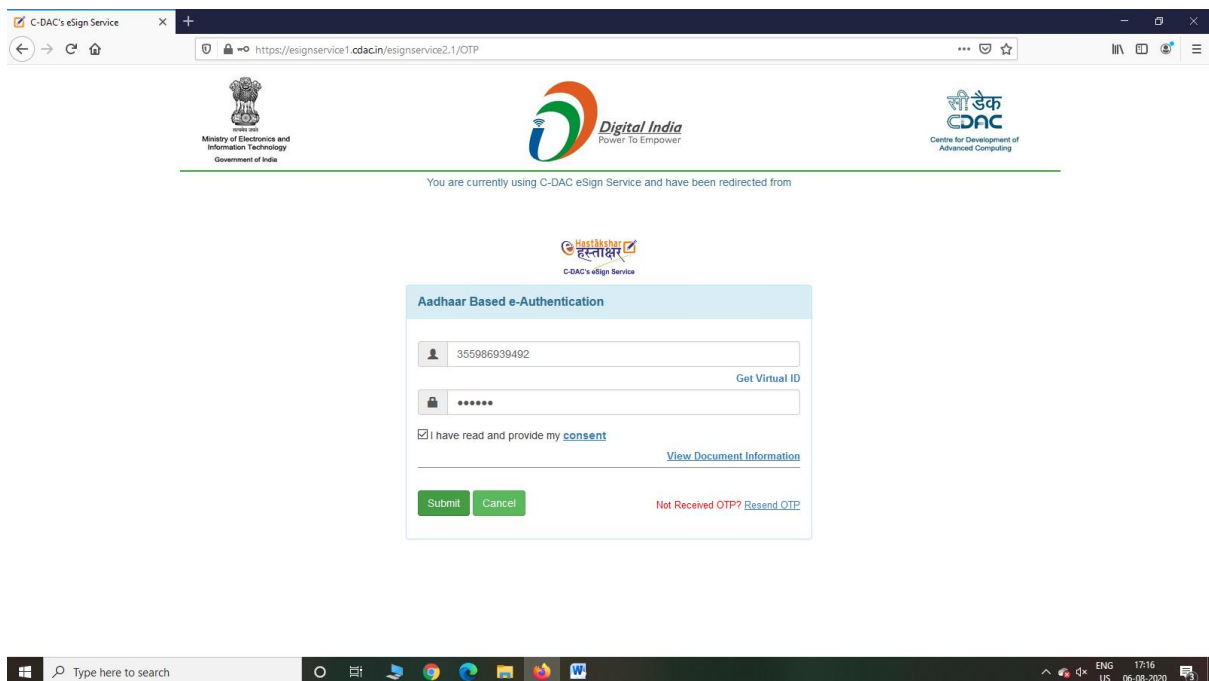 C-DAC's eSign Service
https://esignservice1.cdac.in/esignservice2.1/OTP
Ministry of Electronics and
Information Technology
Government of India
Digital India
Power To Empower
सी डैक
CDAC
Centre for Development of
Advanced Computing
You are currently using C-DAC eSign Service and have been redirected from
Hastākshar
हस्ताक्षर
C-DAC's eSign Service
Aadhaar Based e-Authentication
355986939492
Get Virtual ID
••••••
I have read and provide my consent
View Document Information
Submit Cancel Not Received OTP? Resend OTP
Type here to search
ENG 17:16
US 06-08-2020